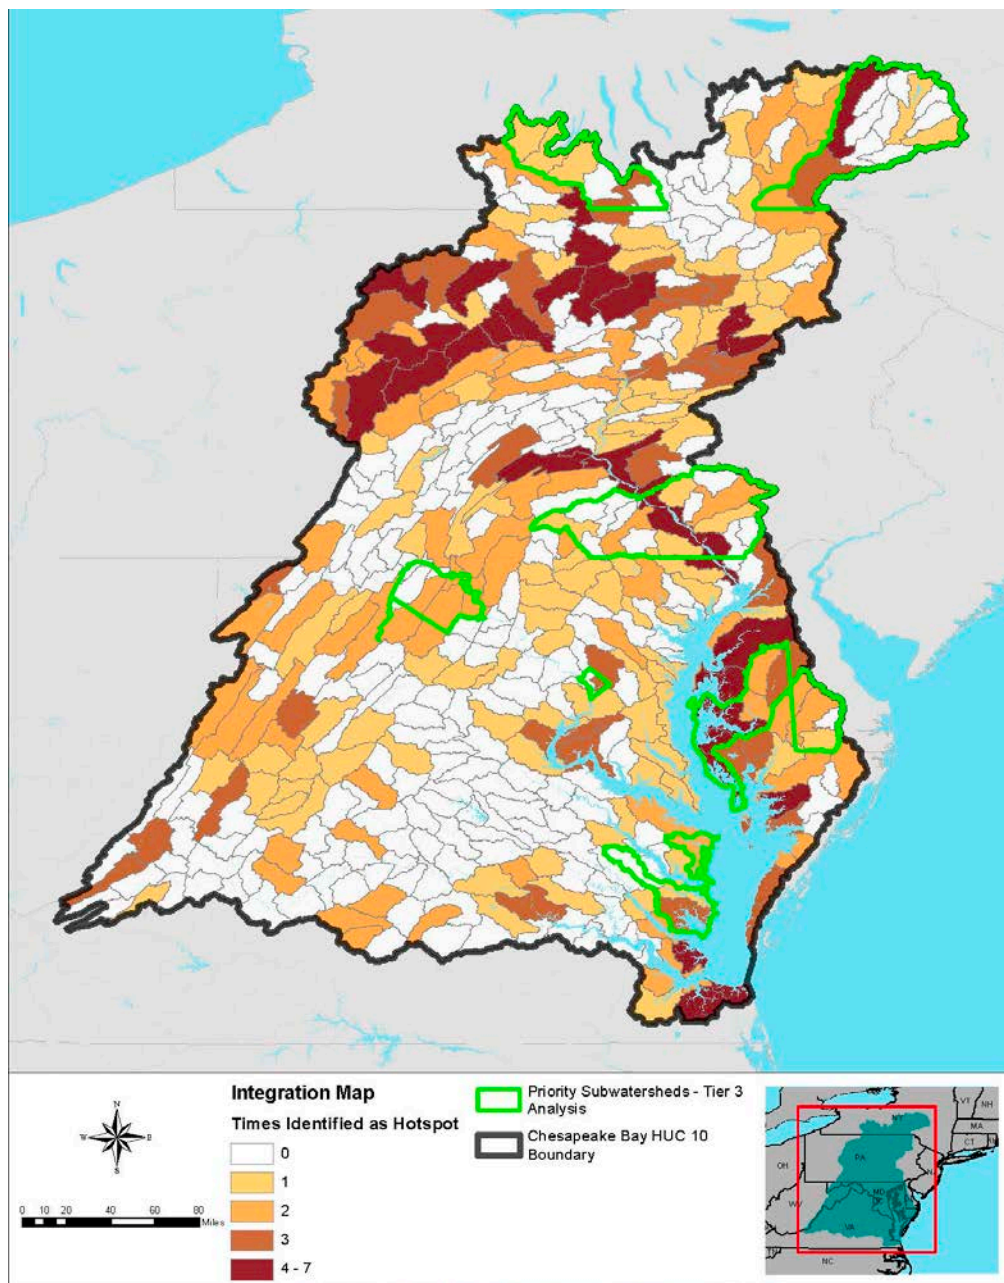 N
W
E
S
0 10 20 40 60 80
Miles
Integration Map
Times Identified as Hotspot
0
1
2
3
4 - 7
Priority Subwatersheds - Tier 3
Analysis
Chesapeake Bay HUC 10
Boundary
VT
NH
NY
MA
CT
PA
OH
MD
WV
VA
NC